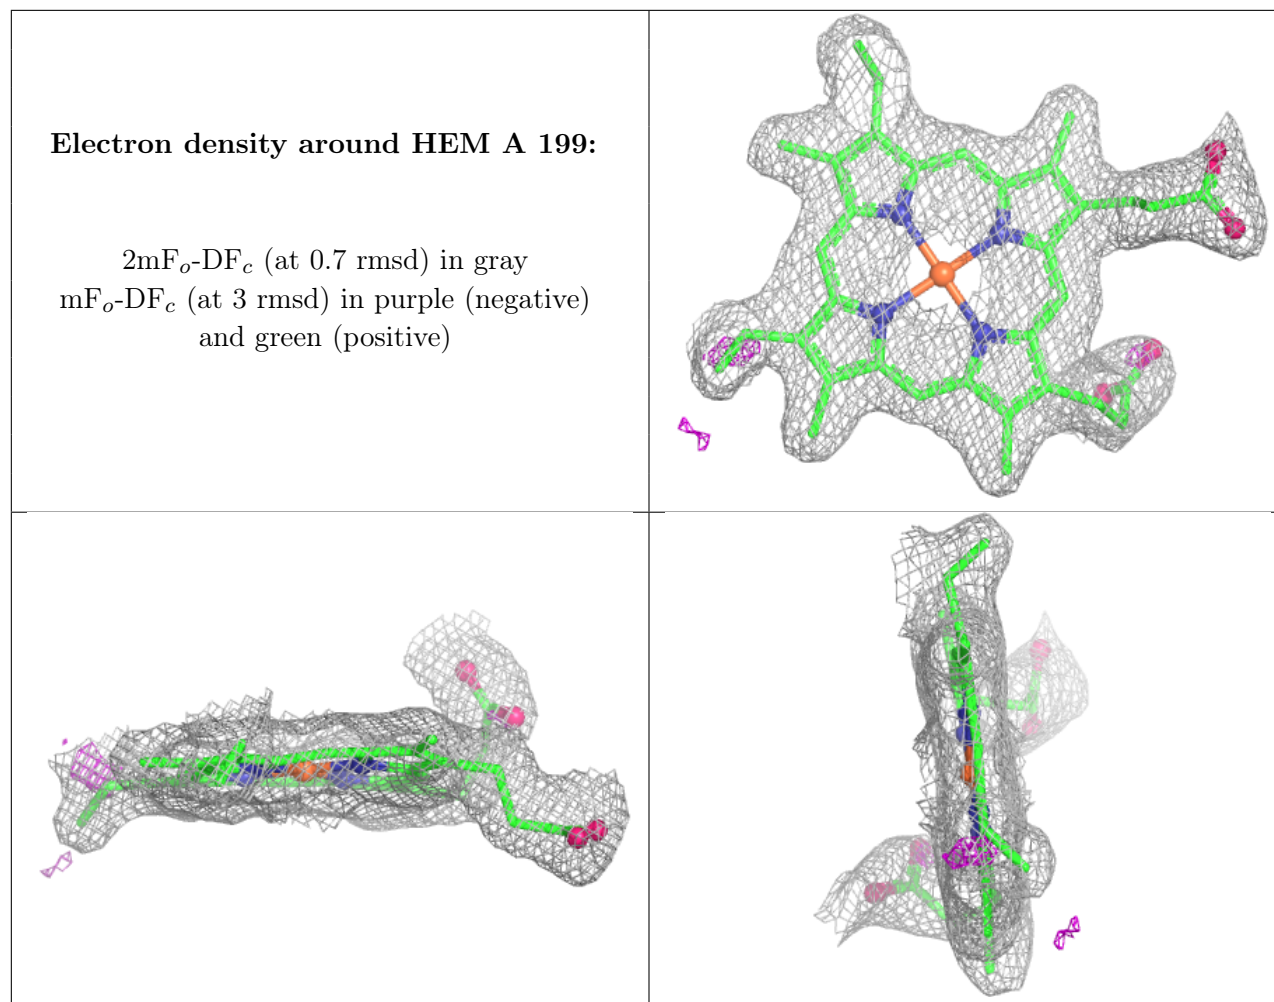 Electron density around HEM A 199:
2mFₒ-DF𝒸 (at 0.7 rmsd) in gray
mFₒ-DF𝒸 (at 3 rmsd) in purple (negative)
and green (positive)